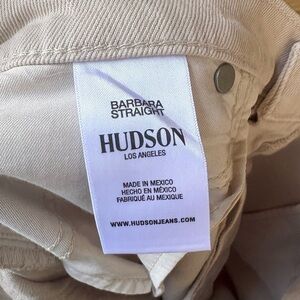 BARBARA
STRAIGHT
HUDSON
LOS ANGELES
MADE IN MEXICO
HECHO EN MÉXICO
FABRIQUÉ AU MEXIQUE
WWW.HUDSONJEANS.COM